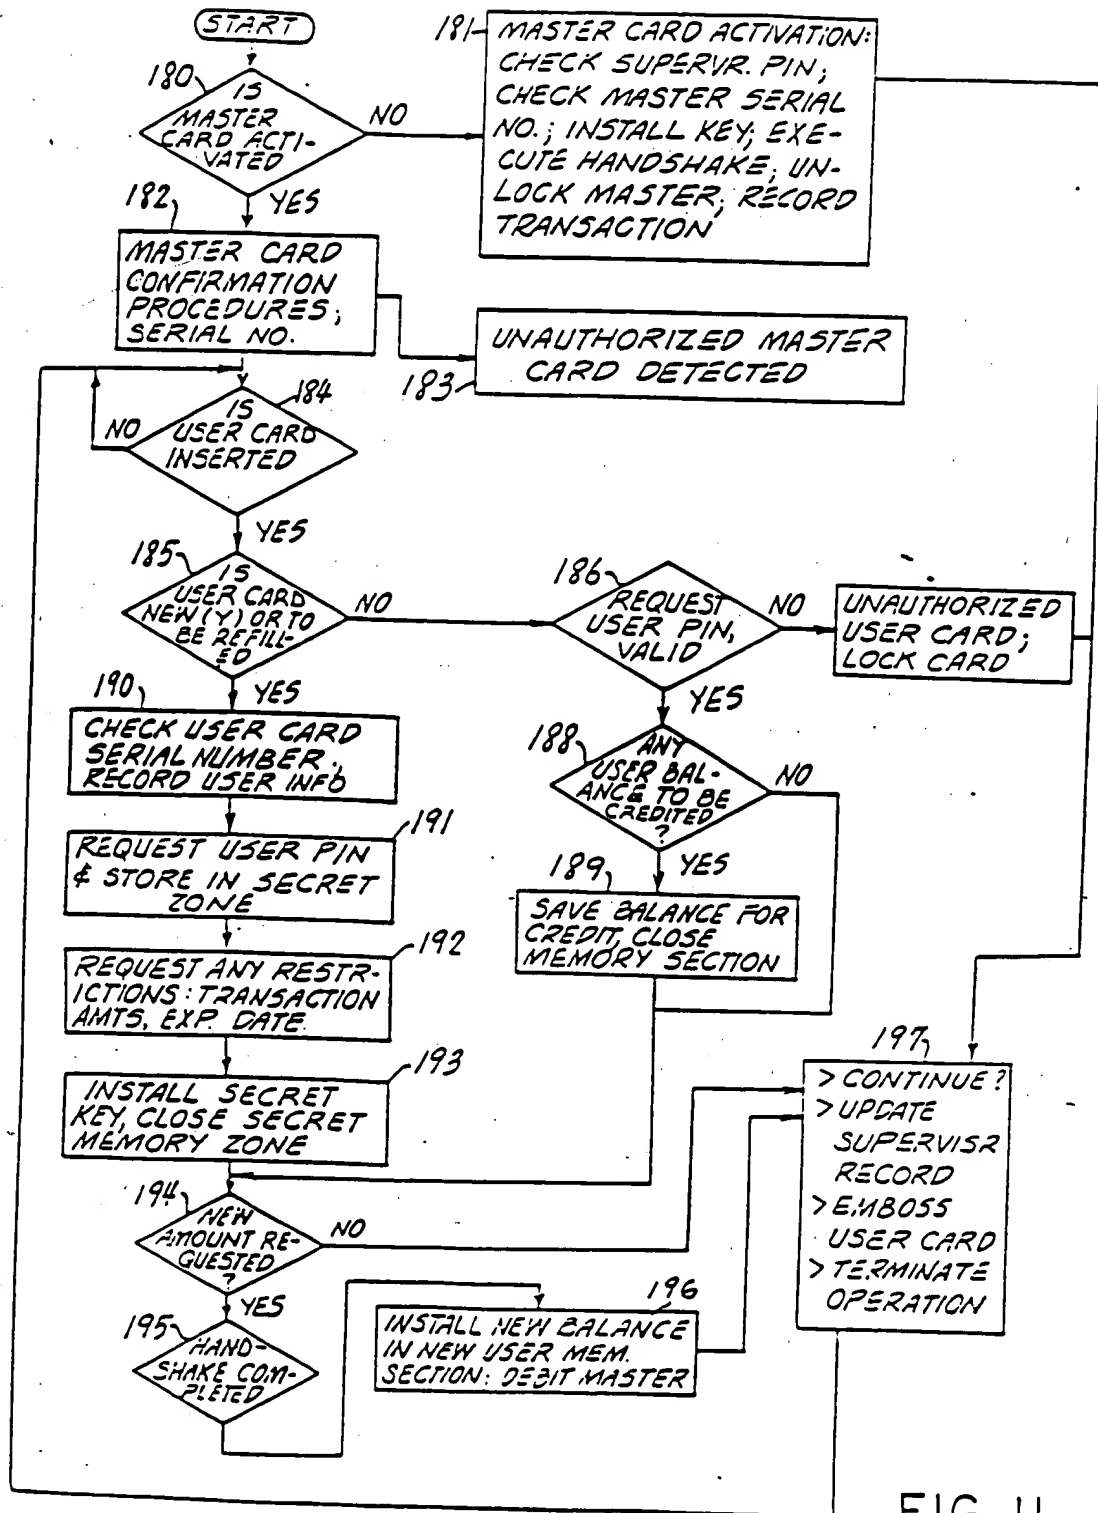 START
180
IS
MASTER
CARD ACTI-
VATED
NO
YES
181
MASTER CARD ACTIVATION:
CHECK SUPERVR. PIN;
CHECK MASTER SERIAL
NO.; INSTALL KEY; EXE-
CUTE HANDSHAKE; UN-
LOCK MASTER; RECORD
TRANSACTION
182
MASTER CARD
CONFIRMATION
PROCEDURES;
SERIAL NO.
UNAUTHORIZED MASTER
CARD DETECTED
183
184
IS
USER CARD
INSERTED
NO
YES
185
IS
USER CARD
NEW (Y) OR TO
BE REFILL-
ED
NO
YES
186
REQUEST
USER PIN,
VALID
NO
YES
UNAUTHORIZED
USER CARD;
LOCK CARD
188
ANY
USER BAL-
ANCE TO BE
CREDITED
?
NO
YES
189
SAVE BALANCE FOR
CREDIT, CLOSE
MEMORY SECTION
190
CHECK USER CARD
SERIAL NUMBER.,
RECORD USER INFO
191
REQUEST USER PIN
& STORE IN SECRET
ZONE
192
REQUEST ANY RESTR-
ICTIONS: TRANSACTION
AMTS, EXP. DATE.
193
INSTALL SECRET
KEY, CLOSE SECRET
MEMORY ZONE
194
NEW
AMOUNT RE-
QUESTED
?
NO
YES
195
HAND-
SHAKE COM-
PLETED
196
INSTALL NEW BALANCE
IN NEW USER MEM.
SECTION: DEBIT MASTER
197
> CONTINUE?
> UPDATE
SUPERVISR
RECORD
> EMBOSS
USER CARD
> TERMINATE
OPERATION
FIG. 11